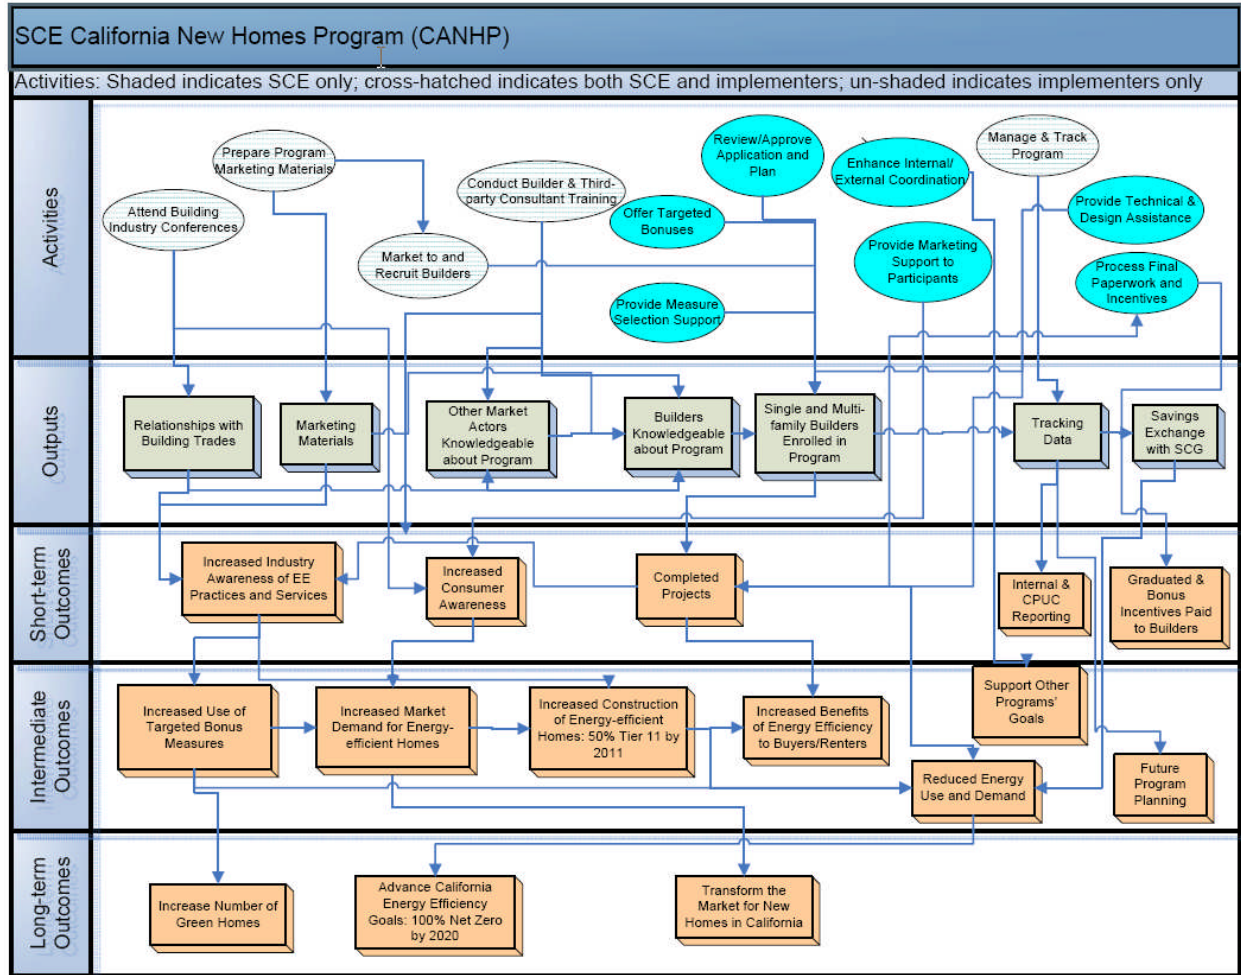 SCE California New Homes Program (CANHP)
Activities: Shaded indicates SCE only; cross-hatched indicates both SCE and implementers; un-shaded indicates implementers only
Activities
Prepare Program
Marketing Materials
Attend Building
Industry Conferences
Market to and
Recruit Builders
Conduct Builder & Third-
party Consultant Training
Offer Targeted
Bonuses
Provide Measure
Selection Support
Review/Approve
Application and
Plan
Enhance Internal/
External Coordination
Provide Marketing
Support to
Participants
Manage & Track
Program
Provide Technical &
Design Assistance
Process Final
Paperwork and
Incentives
Outputs
Relationships with
Building Trades
Marketing
Materials
Other Market
Actors
Knowledgeable
about Program
Builders
Knowledgeable
about Program
Single and Multi-
family Builders
Enrolled in
Program
Tracking
Data
Savings
Exchange
with SCG
Short-term
Outcomes
Increased Industry
Awareness of EE
Practices and Services
Increased
Consumer
Awareness
Completed
Projects
Internal &
CPUC
Reporting
Graduated &
Bonus
Incentives Paid
to Builders
Intermediate
Outcomes
Increased Use of
Targeted Bonus
Measures
Increased Market
Demand for Energy-
efficient Homes
Increased Construction
of Energy-efficient
Homes: 50% Tier 11 by
2011
Increased Benefits
of Energy Efficiency
to Buyers/Renters
Support Other
Programs'
Goals
Reduced Energy
Use and Demand
Future
Program
Planning
Long-term
Outcomes
Increase Number of
Green Homes
Advance California
Energy Efficiency
Goals: 100% Net Zero
by 2020
Transform the
Market for New
Homes in California